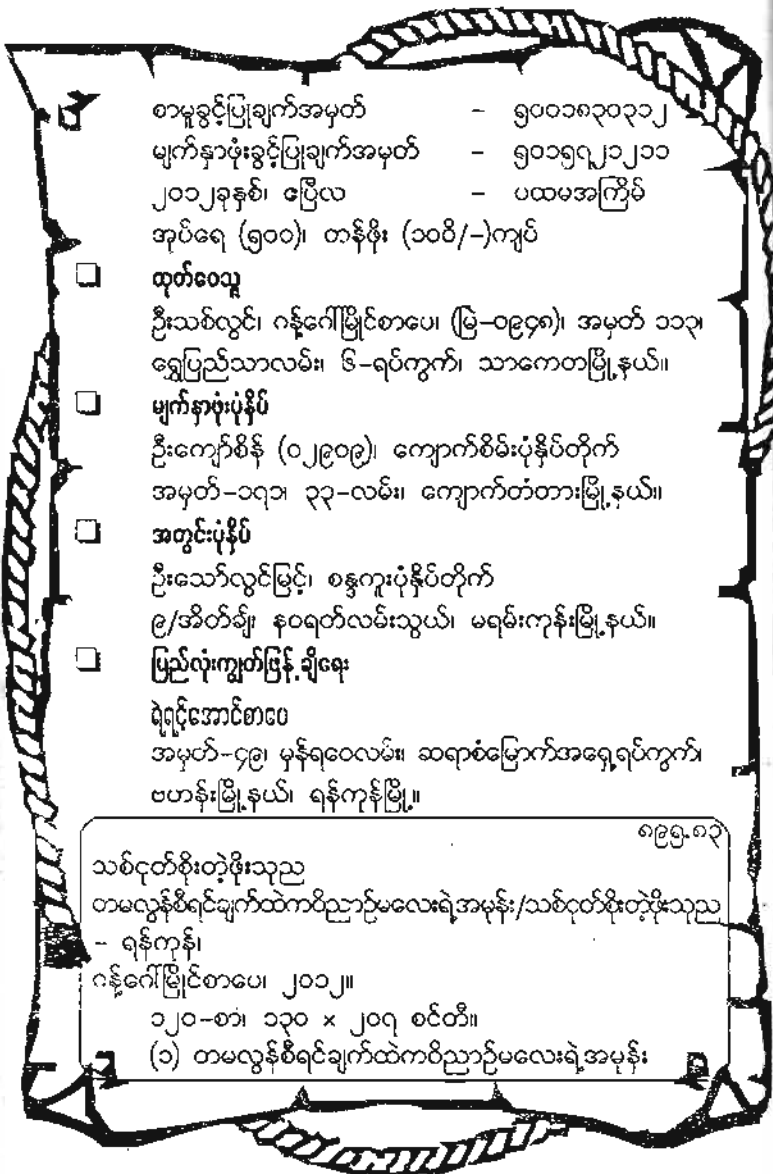 စာမူခွင့်ပြုချက်အမှတ် – ၅၀၀၁၈၃၀၃၁၂
မျက်နှာဖုံးခွင့်ပြုချက်အမှတ် – ၅၀၁၅၇၂၁၂၁၁
၂၀၁၂ခုနှစ်၊ ဧပြီလ – ပထမအကြိမ်
အုပ်ရေ (၅၀၀)၊ တန်ဖိုး (၁၀၀ိ/–)ကျပ်
ထုတ်ဝေသူ
ဦးသစ်လွင်၊ ဂန့်ဂေါ်မြိုင်စာပေ၊ (မြဲ–၀၉၄၈)၊ အမှတ် ၁၁၃၊
ရွှေပြည်သာလမ်း၊ ၆–ရပ်ကွက်၊ သာကေတမြို့နယ်။
မျက်နှာဖုံးပုံနှိပ်
ဦးကျော်စိန် (၀၂၉၀၉)၊ ကျောက်စိမ်းပုံနှိပ်တိုက်
အမှတ်–၁၇၁၊ ၃၃–လမ်း၊ ကျောက်တံတားမြို့နယ်။
အတွင်းပုံနှိပ်
ဦးသော်လွင်မြင့်၊ စန္ဒကူးပုံနှိပ်တိုက်
၉/အိတ်ချ်၊ နဝရတ်လမ်းသွယ်၊ မရမ်းကုန်းမြို့နယ်။
ပြည်လုံးကျွတ်ဖြန့်ချိရေး
ရဲရင့်အောင်စာပေ
အမှတ်–၄၉၊ မှန်ရဝေလမ်း၊ ဆရာစံမြောက်အရှေ့ရပ်ကွက်၊
ဗဟန်းမြို့နယ်၊ ရန်ကုန်မြို့။
၈၉၅.၈၃
သစ်ငုတ်စိုးတဲ့ဖိုးသုည
တမလွန်စီရင်ချက်ထဲကဝိညာဉ်မလေးရဲ့အမုန်း/သစ်ငုတ်စိုးတဲ့ဖိုးသုည
– ရန်ကုန်၊
ဂန့်ဂေါ်မြိုင်စာပေ၊ ၂၀၁၂။
၁၂၀–စာ၊ ၁၃၀ × ၂၀၇ စင်တီ။
(၁) တမလွန်စီရင်ချက်ထဲကဝိညာဉ်မလေးရဲ့အမုန်း